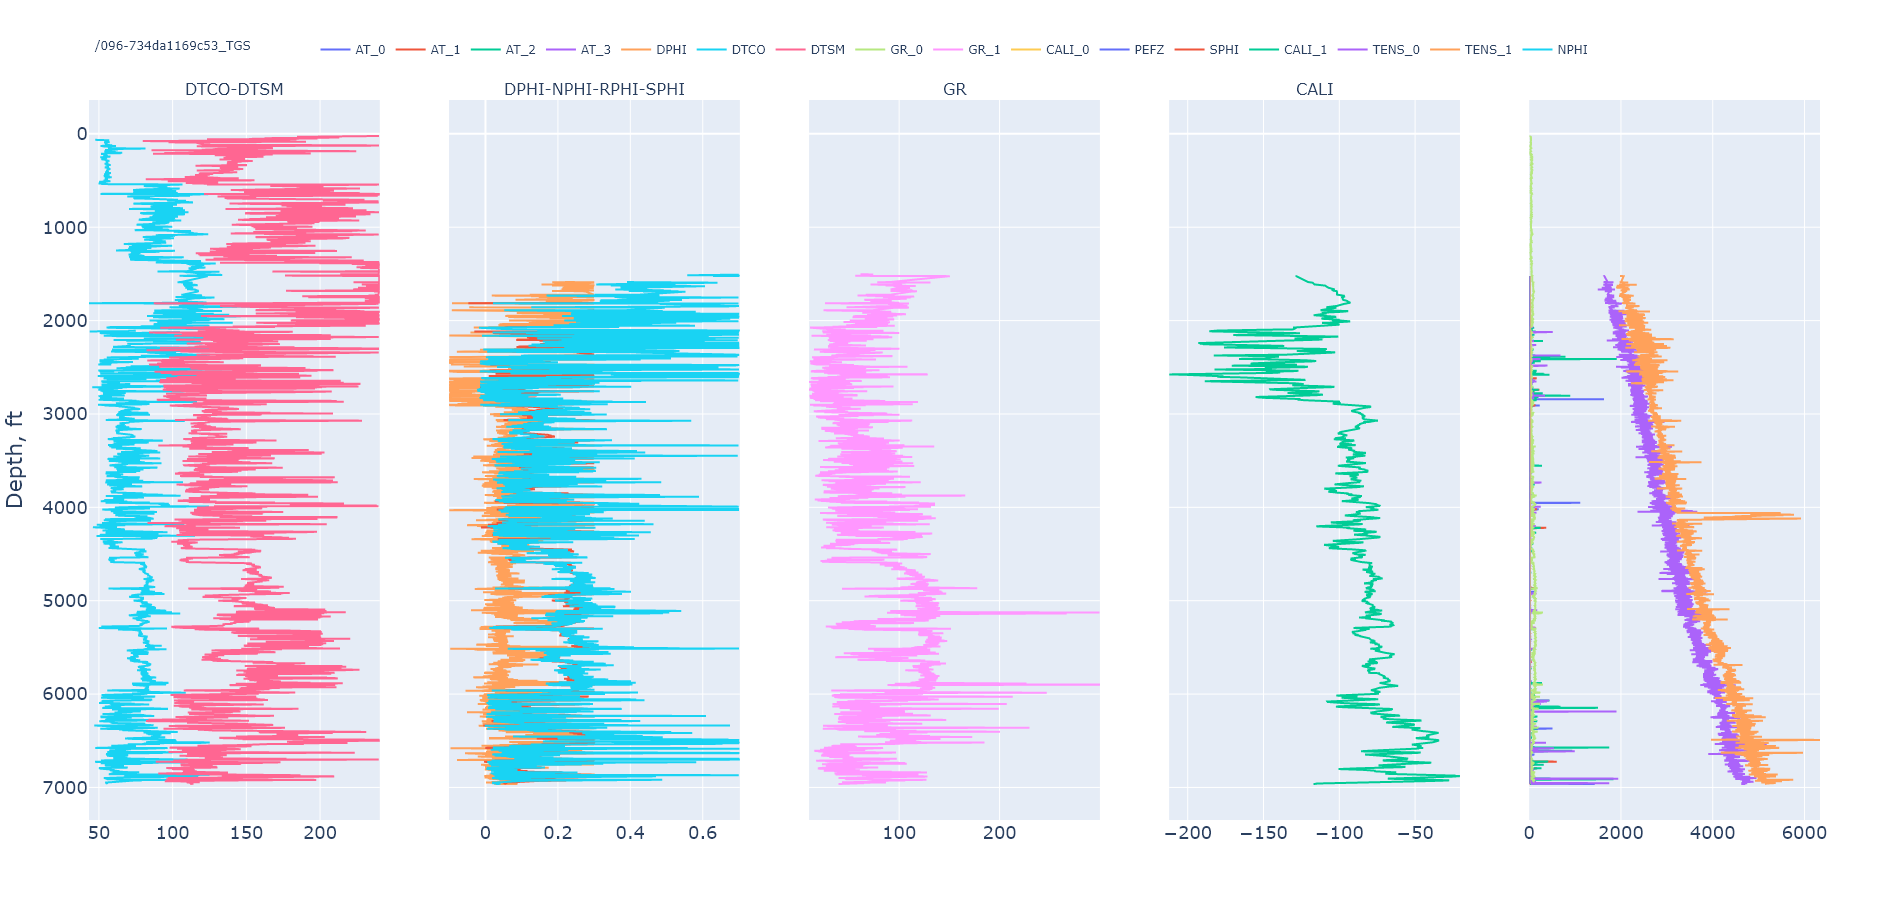 /096-734da1169c53_TGS
AT_0 AT_1 AT_2 AT_3 DPHI DTCO DTSM GR_0 GR_1 CALI_0 PEFZ SPHI CALI_1 TENS_0 TENS_1 NPHI
DTCO-DTSM DPHI-NPHI-RPHI-SPHI GR CALI
Depth, ft
0
1000
2000
3000
4000
5000
6000
7000
50 100 150 200 0 0.2 0.4 0.6 100 200 −200 −150 −100 −50 0 2000 4000 6000